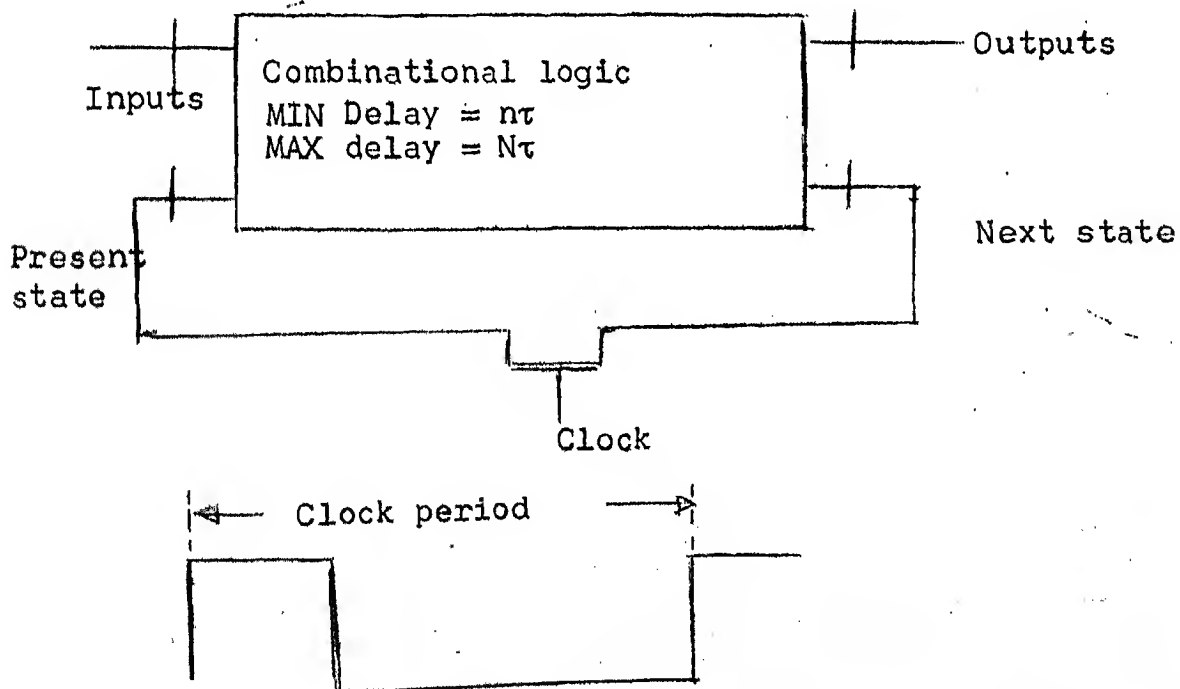 Combinational logic
MIN Delay = nτ
MAX delay = Nτ
Inputs
Outputs
Present
state
Next state
Clock
Clock period